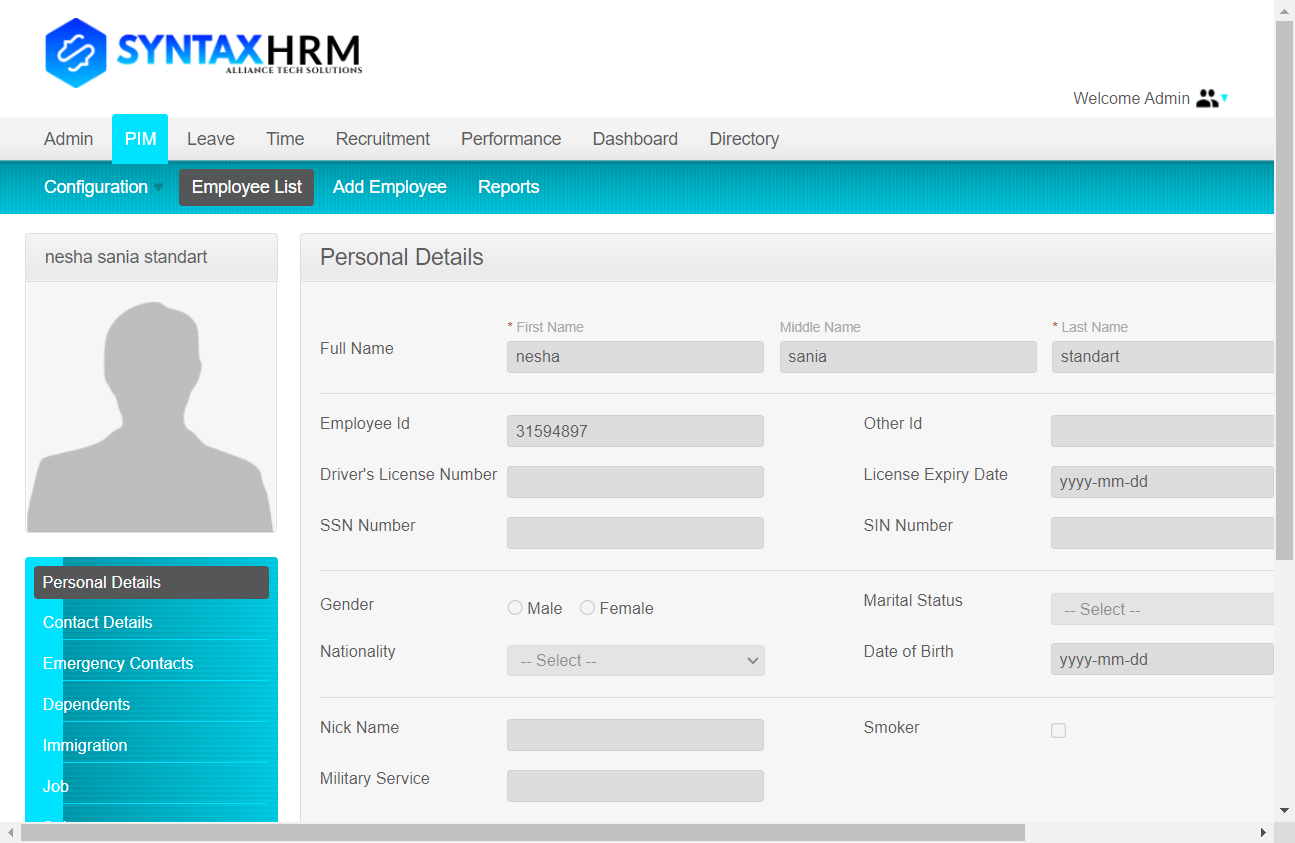 SYNTAXHRM
ALLIANCE TECH SOLUTIONS
Welcome Admin
Admin PIM Leave Time Recruitment Performance Dashboard Directory
Configuration Employee List Add Employee Reports
nesha sania standart
Personal Details
* First Name Middle Name * Last Name
Full Name nesha sania standart
Employee Id 31594897 Other Id
Driver's License Number License Expiry Date yyyy-mm-dd
SSN Number SIN Number
Gender Male Female Marital Status -- Select --
Nationality -- Select -- Date of Birth yyyy-mm-dd
Nick Name Smoker
Military Service
Personal Details
Contact Details
Emergency Contacts
Dependents
Immigration
Job